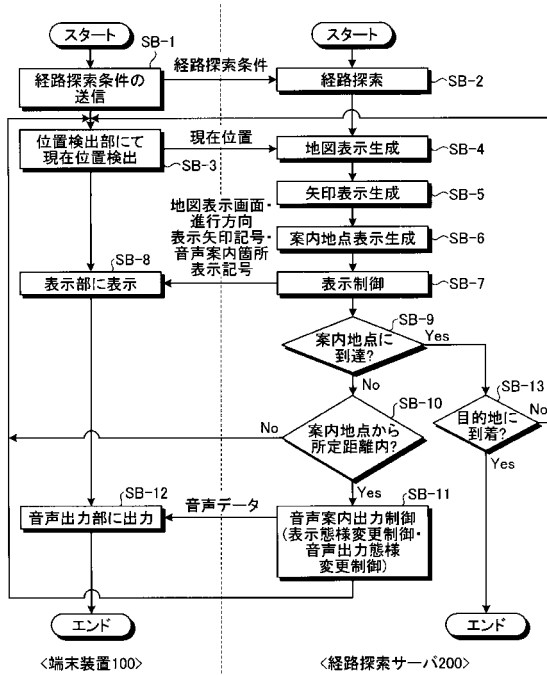 スタート
スタート
SB-1
経路探索条件の
送信
経路探索条件
経路探索
SB-2
位置検出部にて
現在位置検出
SB-3
現在位置
地図表示生成
SB-4
矢印表示生成
SB-5
地図表示画面・
進行方向
表示矢印記号・
音声案内箇所
表示記号
案内地点表示生成
SB-6
SB-8
表示部に表示
表示制御
SB-7
SB-9
案内地点に
到達?
Yes
No
SB-13
目的地に
到着?
No
Yes
SB-10
案内地点から
所定距離内?
No
Yes
SB-12
音声出力部に出力
音声データ
SB-11
音声案内出力制御
(表示態様変更制御・
音声出力態様
変更制御)
エンド
エンド
<端末装置100>
<経路探索サーバ200>